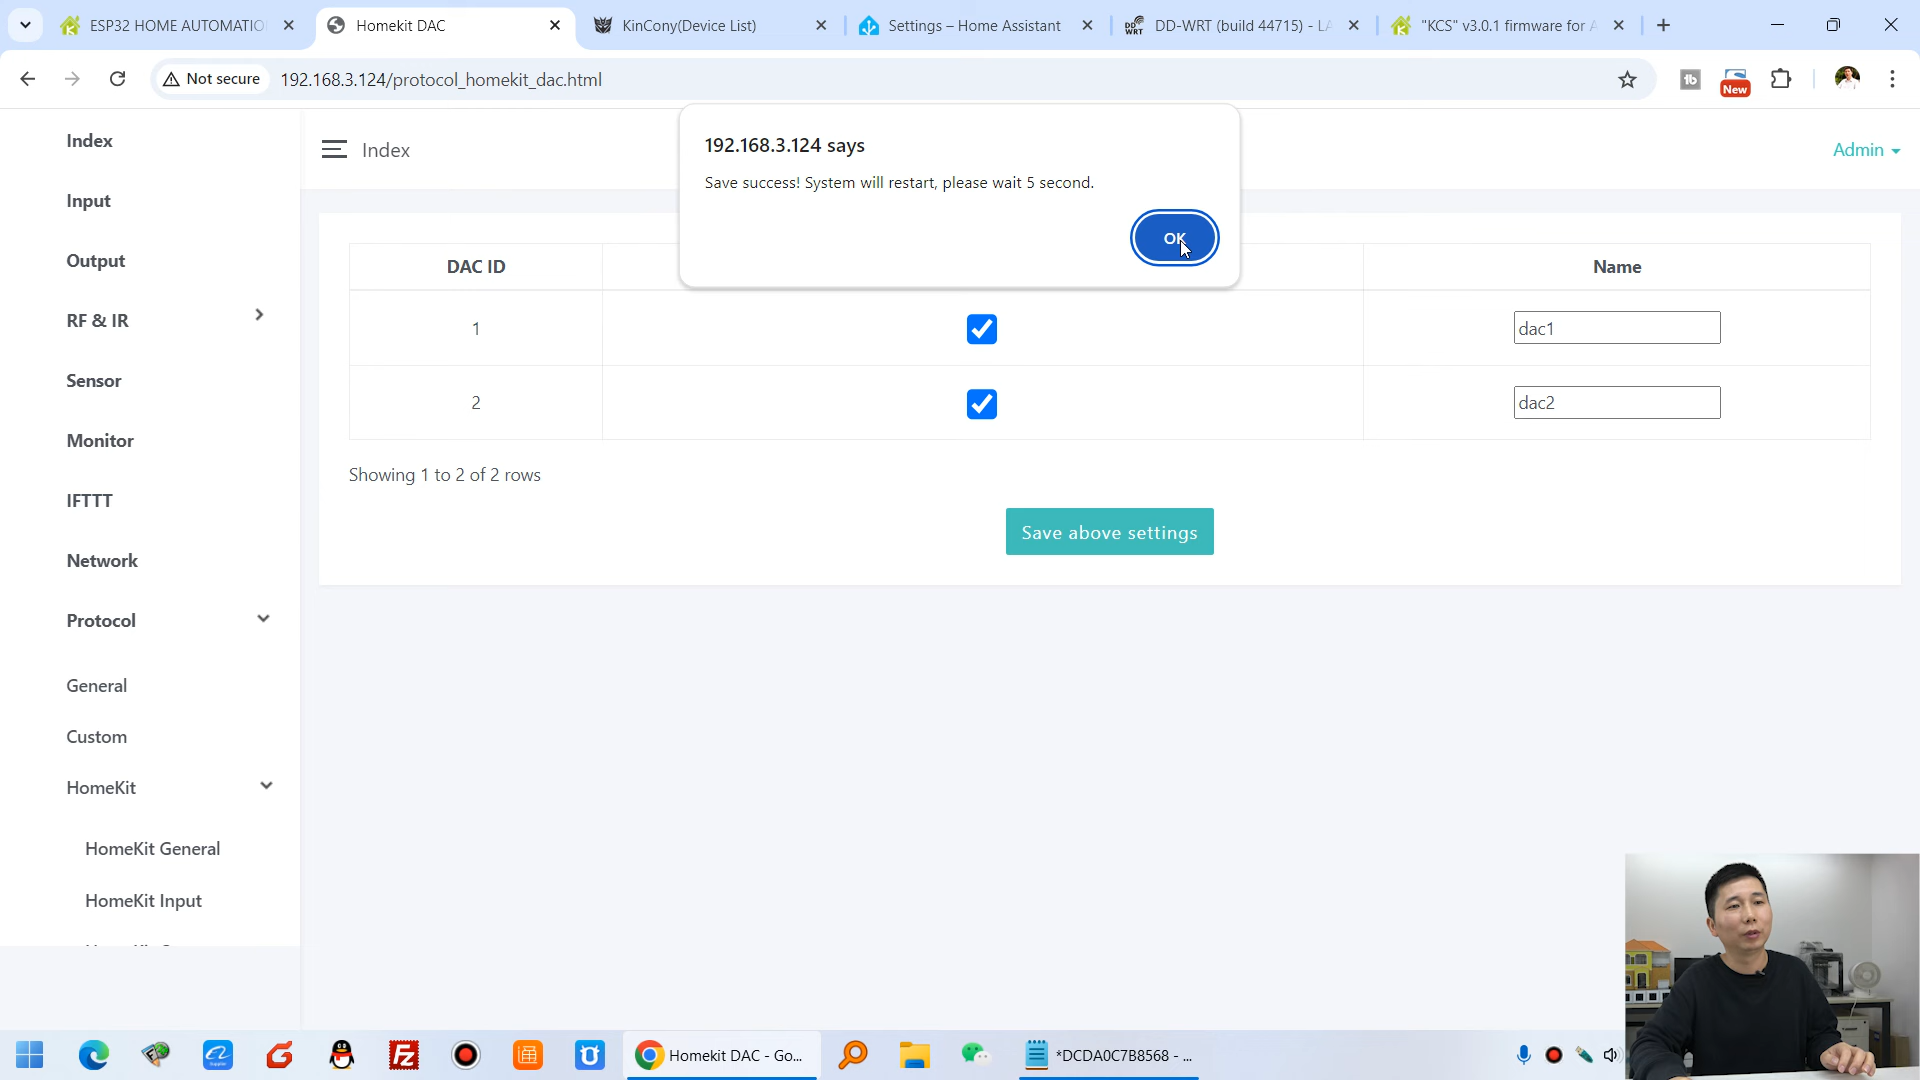 ESP32 HOME AUTOMATIO
Homekit DAC
KinCony(Device List)
Settings – Home Assistant
DD-WRT (build 44715) - LA
"KCS" v3.0.1 firmware for A
Not secure
192.168.3.124/protocol_homekit_dac.html
New
Index
Input
Output
RF & IR
Sensor
Monitor
IFTTT
Network
Protocol
General
Custom
HomeKit
HomeKit General
HomeKit Input
Index
Admin
192.168.3.124 says
Save success! System will restart, please wait 5 second.
OK
DAC ID
Name
1
dac1
2
dac2
Showing 1 to 2 of 2 rows
Save above settings
Homekit DAC - Go...
*DCDA0C7B8568 - ...